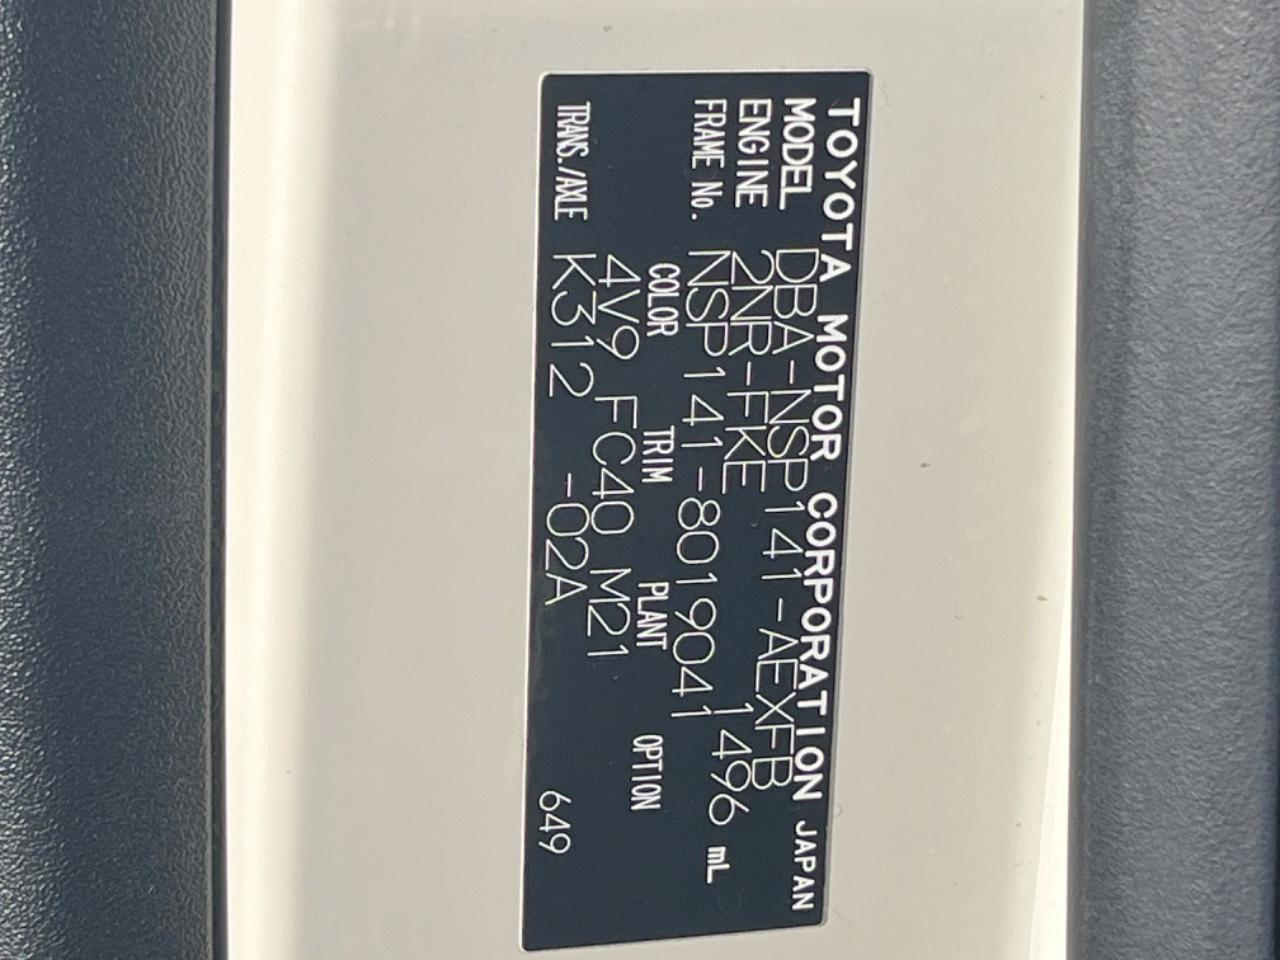 TOYOTA MOTOR CORPORATION JAPAN
MODEL DBA-NSP141-AEXFB
ENGINE 2NR-FKE 1496 mL
FRAME No. NSP141-8019041
COLOR TRIM PLANT OPTION
4V9 FC40 M21
TRANS./AXLE K312 -02A 649